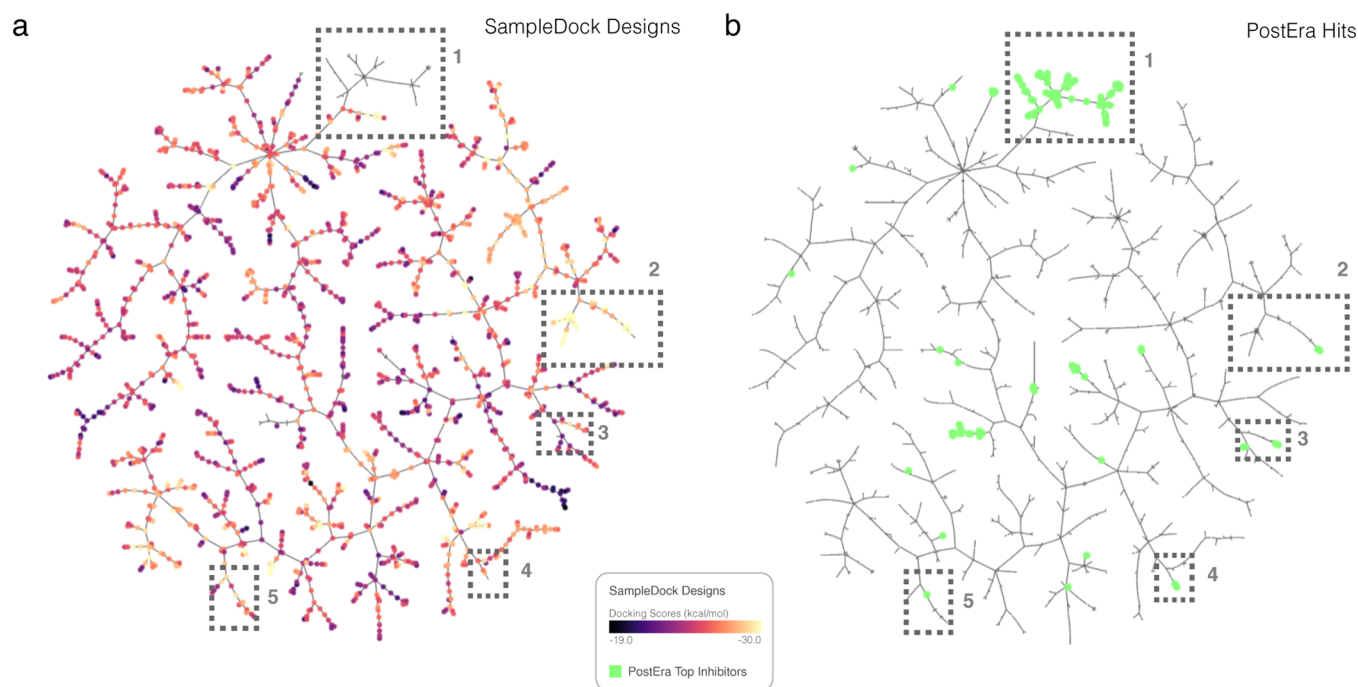 a
SampleDock Designs
1
2
3
4
5
b
PostEra Hits
1
2
3
4
5
SampleDock Designs
Docking Scores (kcal/mol)
-19.0 -30.0
PostEra Top Inhibitors